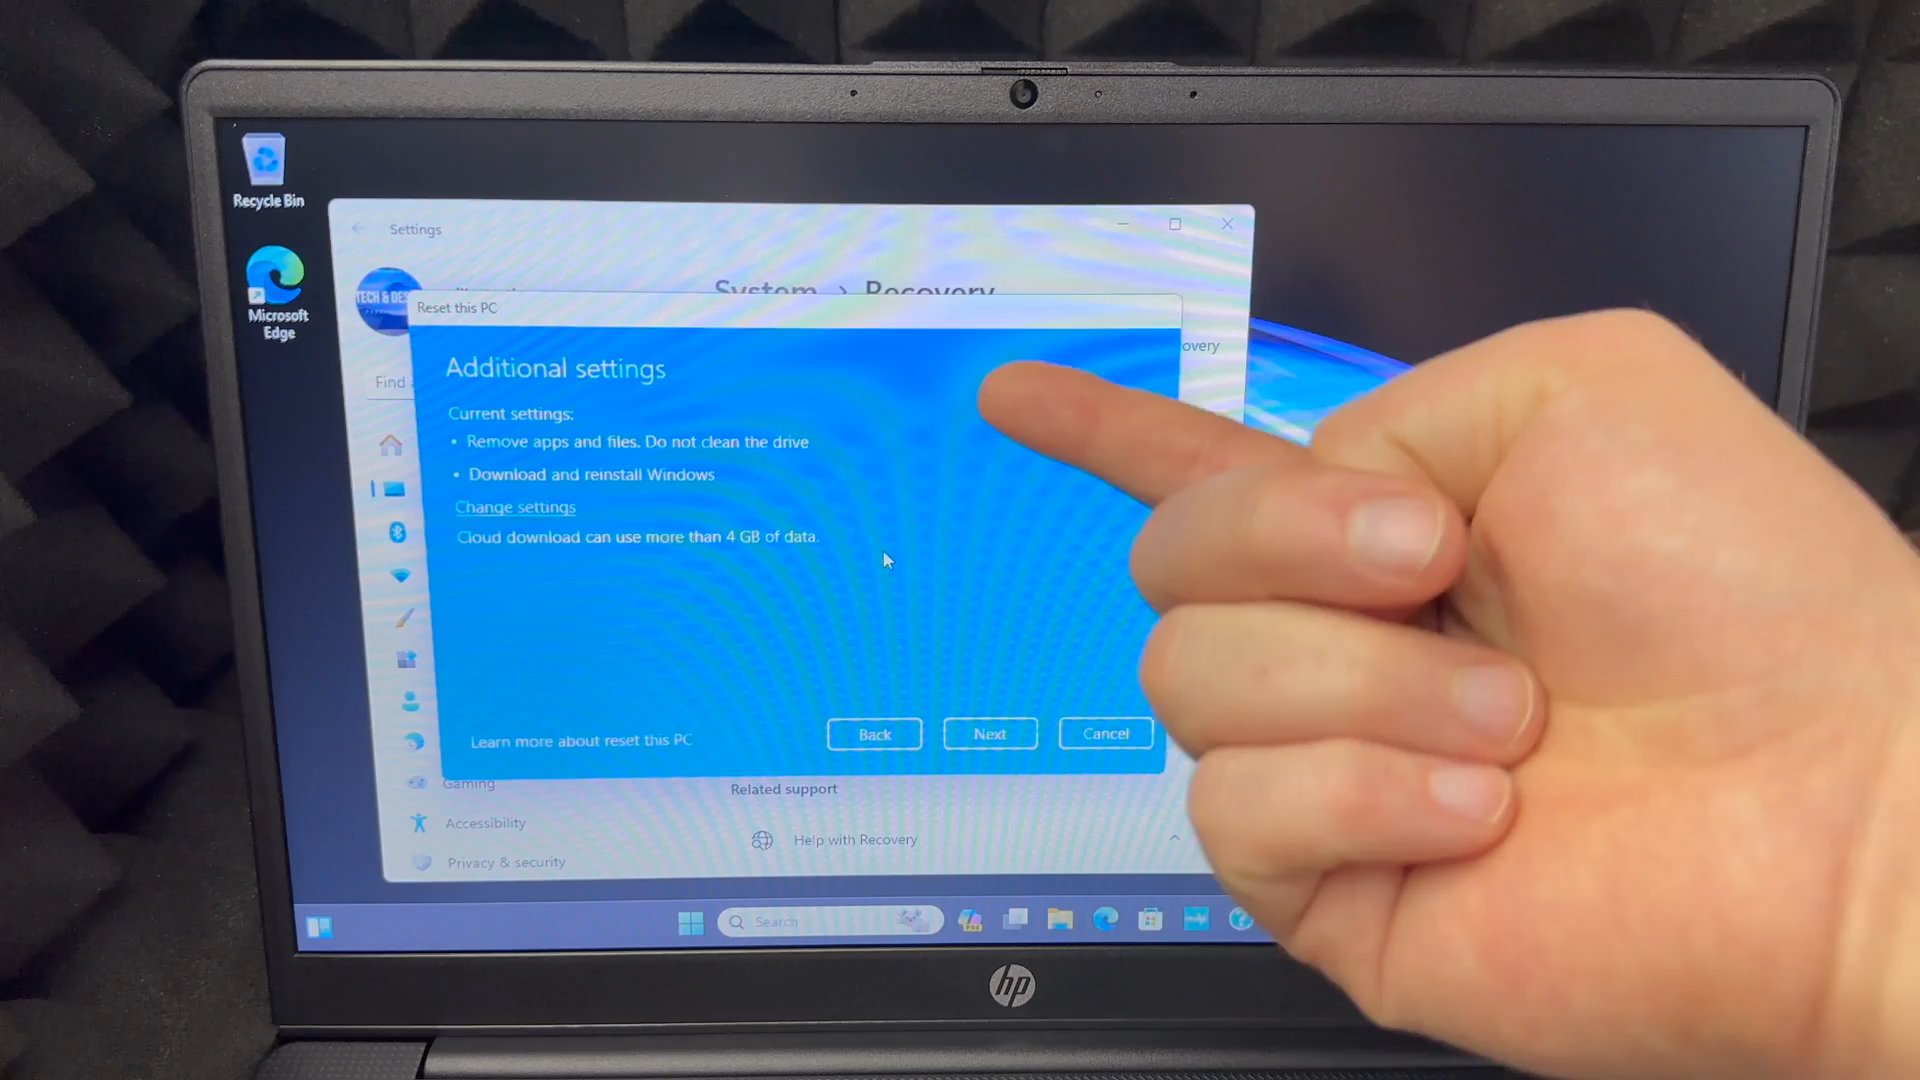 Recycle Bin
Microsoft
Edge
Settings
TECH & DES
System > Recovery
Reset this PC
overy
Find
Additional settings
Current settings:
• Remove apps and files. Do not clean the drive
• Download and reinstall Windows
Change settings
Cloud download can use more than 4 GB of data.
Learn more about reset this PC
Back
Next
Cancel
Gaming
Related support
Accessibility
Help with Recovery
Privacy & security
Search
hp